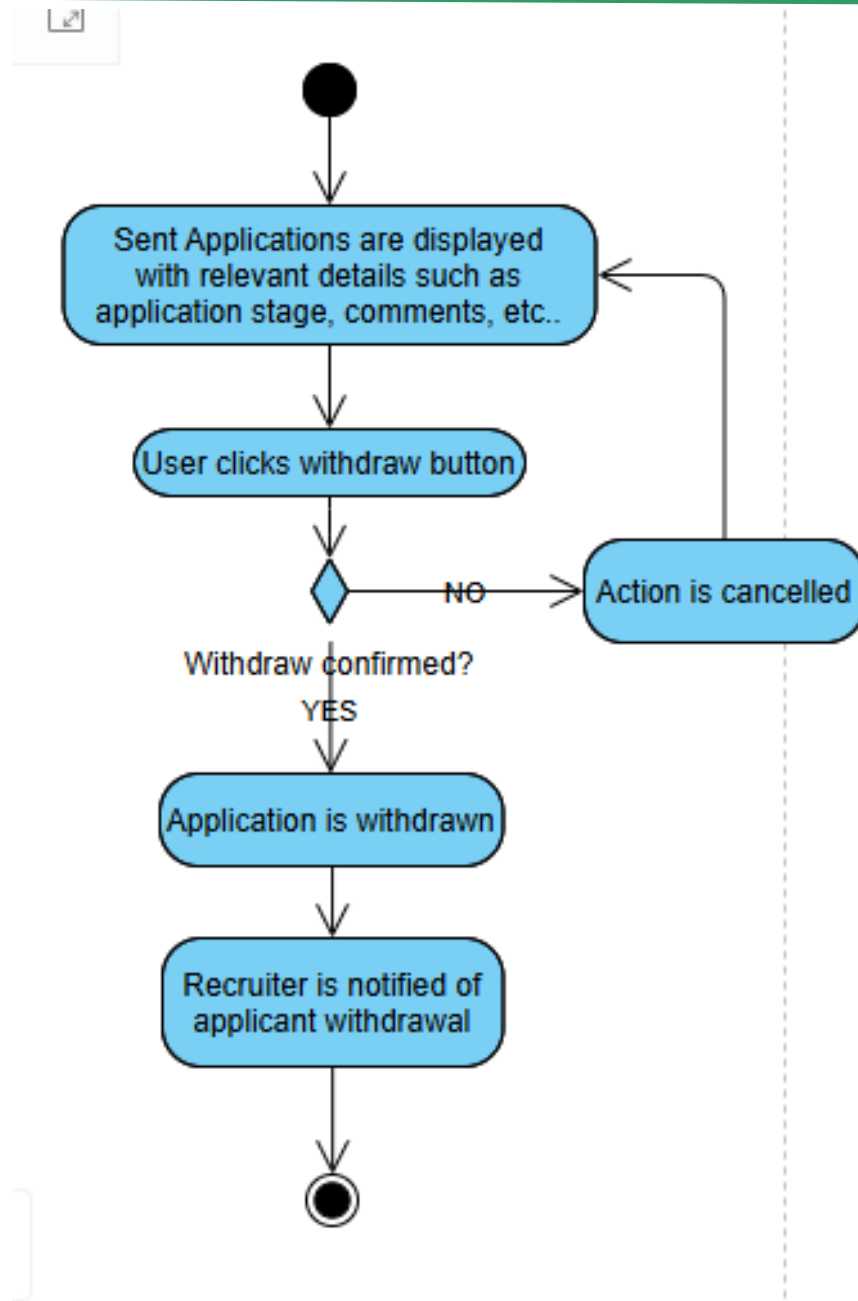 Sent Applications are displayed
with relevant details such as
application stage, comments, etc..
User clicks withdraw button
NO
Action is cancelled
Withdraw confirmed?
YES
Application is withdrawn
Recruiter is notified of
applicant withdrawal